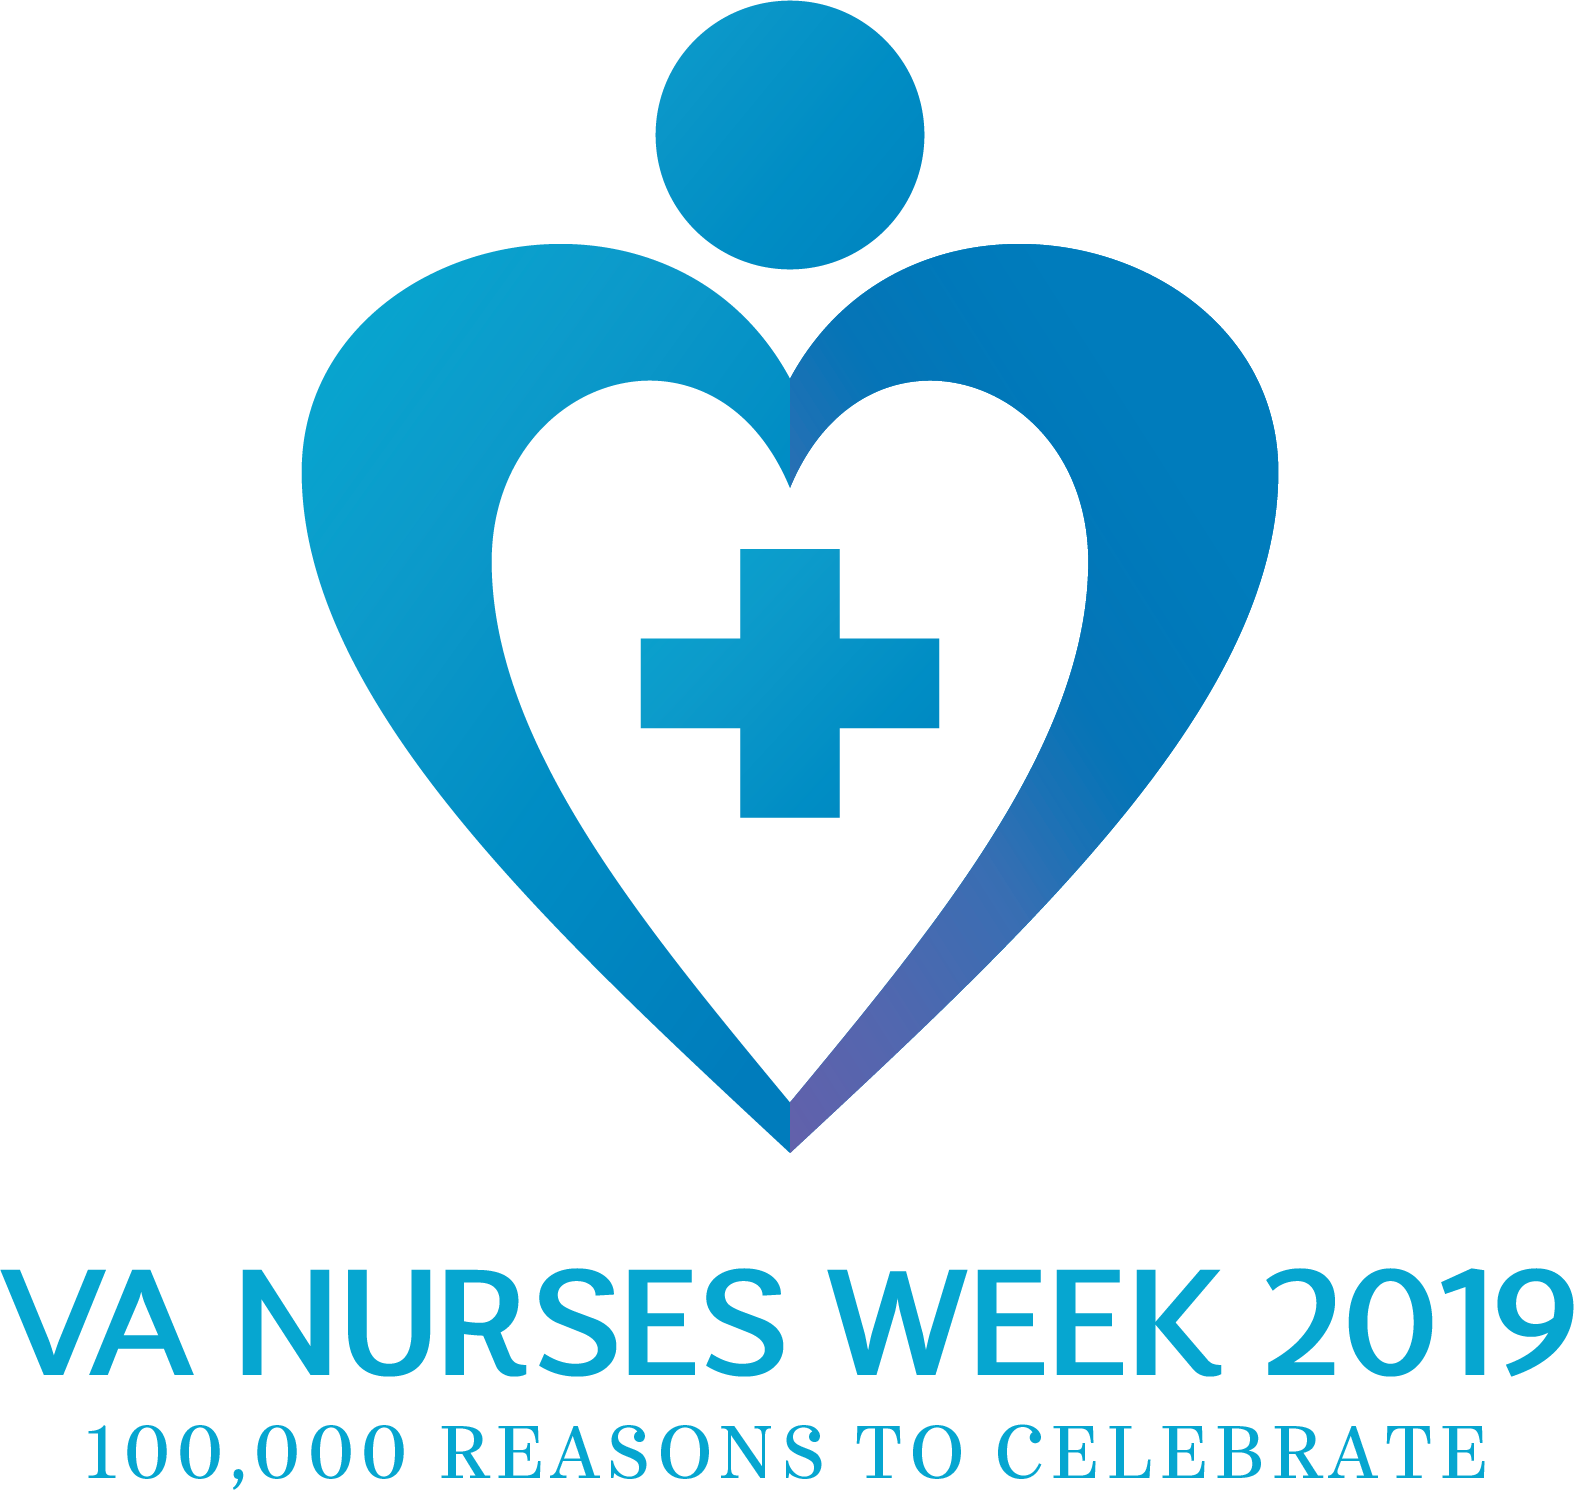 VA NURSES WEEK 2019
100,000 REASONS TO CELEBRATE